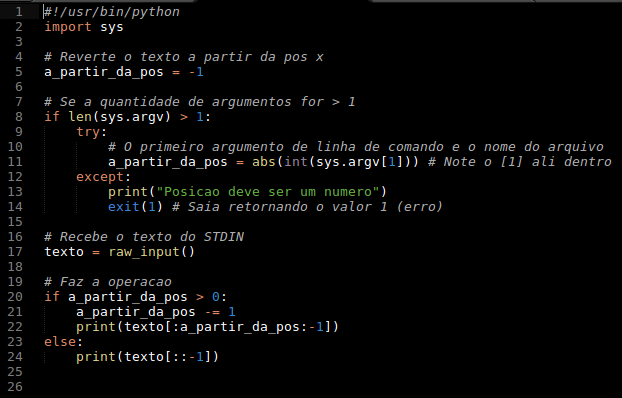 1 #!/usr/bin/python
2 import sys
3
4 # Reverte o texto a partir da pos x
5 a_partir_da_pos = -1
6
7 # Se a quantidade de argumentos for > 1
8 if len(sys.argv) > 1:
9     try:
10         # O primeiro argumento de linha de comando e o nome do arquivo
11         a_partir_da_pos = abs(int(sys.argv[1])) # Note o [1] ali dentro
12     except:
13         print("Posicao deve ser um numero")
14         exit(1) # Saia retornando o valor 1 (erro)
15
16 # Recebe o texto do STDIN
17 texto = raw_input()
18
19 # Faz a operacao
20 if a_partir_da_pos > 0:
21     a_partir_da_pos -= 1
22     print(texto[:a_partir_da_pos:-1])
23 else:
24     print(texto[::-1])
25
26